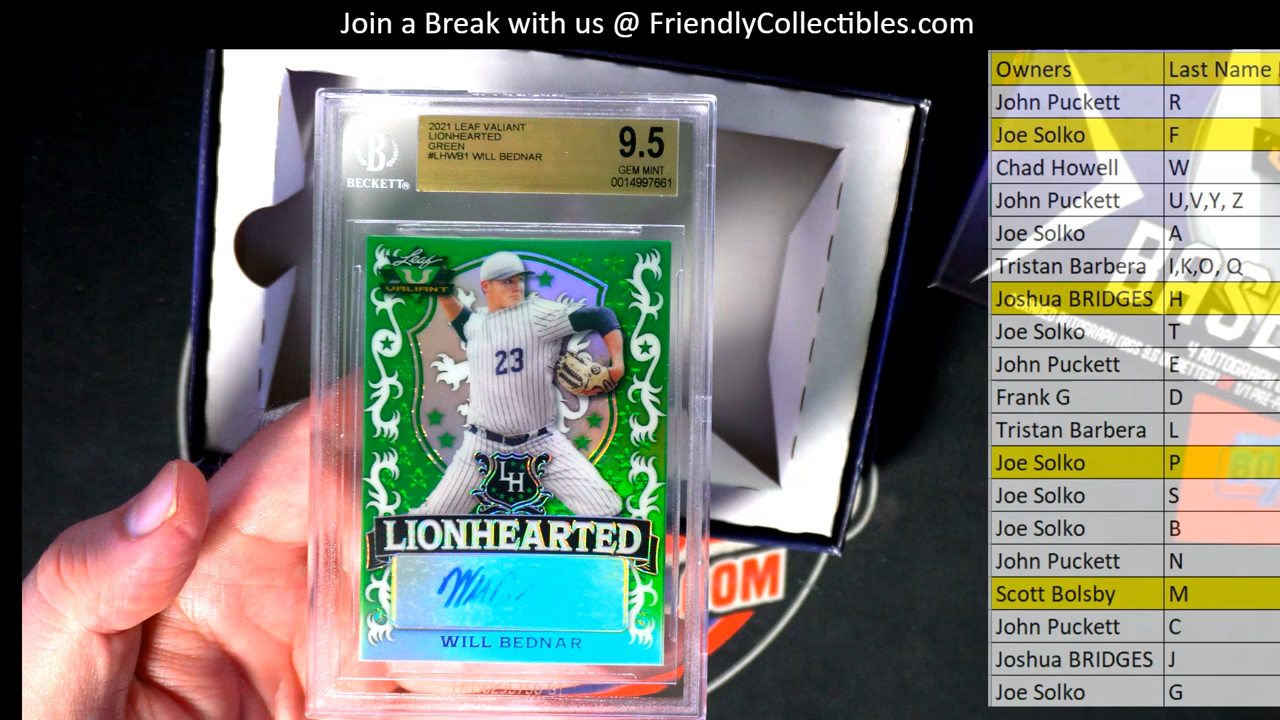 Join a Break with us @ FriendlyCollectibles.com
2021 LEAF VALIANT
LIONHEARTED
GREEN
#LHWB1 WILL BEDNAR
9.5
GEM MINT
0014997661
B
BECKETT
Leaf
V
VALIANT
23
LH
LIONHEARTED
WILL BEDNAR
.COM
BASE
Owners Last Name
John Puckett R
Joe Solko F
Chad Howell W
John Puckett U,V,Y, Z
Joe Solko A
Tristan Barbera I,K,O, Q
Joshua BRIDGES H
Joe Solko T
John Puckett E
Frank G D
Tristan Barbera L
Joe Solko P
Joe Solko S
Joe Solko B
John Puckett N
Scott Bolsby M
John Puckett C
Joshua BRIDGES J
Joe Solko G